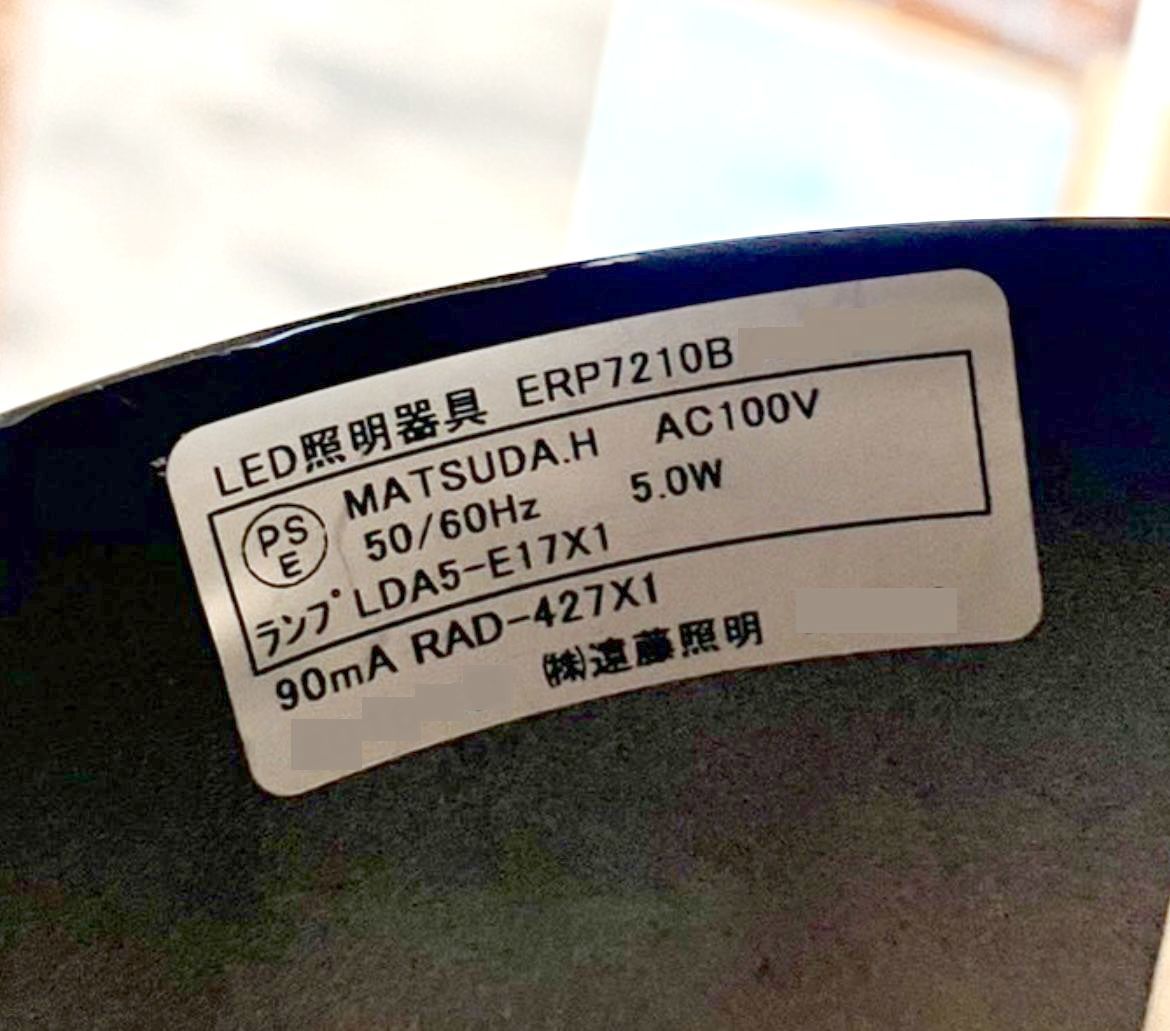 LED照明器具 ERP7210B
PS
E
MATSUDA.H AC100V
50/60Hz 5.0W
ランプ LDA5-E17X1
90mA RAD-427X1
㈱遠藤照明